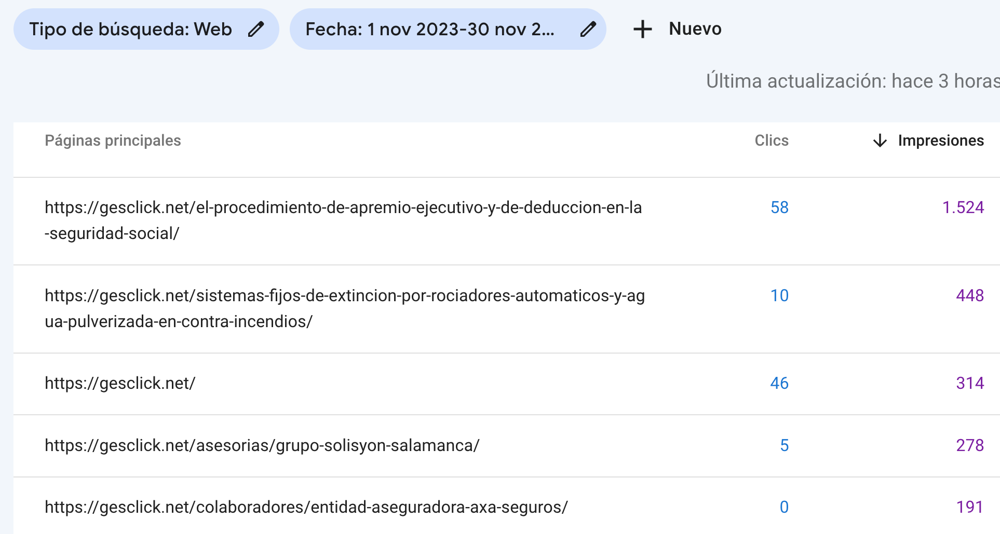 Tipo de búsqueda: Web
Fecha: 1 nov 2023-30 nov 2...
+ Nuevo
Última actualización: hace 3 horas
Páginas principales
Clics
Impresiones
https://gesclick.net/el-procedimiento-de-apremio-ejecutivo-y-de-deduccion-en-la
-seguridad-social/
58
1.524
https://gesclick.net/sistemas-fijos-de-extincion-por-rociadores-automaticos-y-ag
ua-pulverizada-en-contra-incendios/
10
448
https://gesclick.net/
46
314
https://gesclick.net/asesorias/grupo-solisyon-salamanca/
5
278
https://gesclick.net/colaboradores/entidad-aseguradora-axa-seguros/
0
191